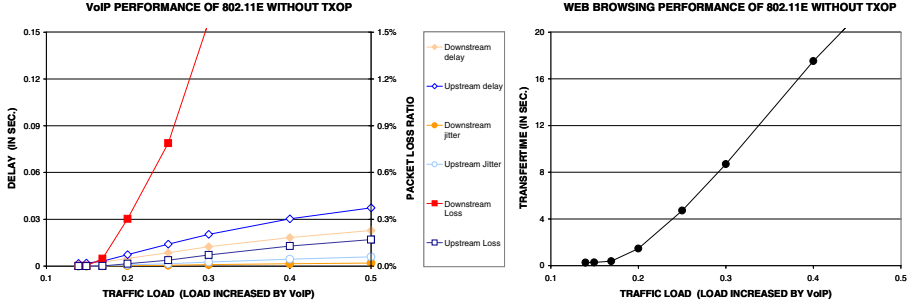 VoIP PERFORMANCE OF 802.11E WITHOUT TXOP
DELAY (IN SEC.)
0.15
0.12
0.09
0.06
0.03
0
1.5%
1.2%
0.9%
0.6%
0.3%
0.0%
PACKET LOSS RATIO
0.1
0.2
0.3
0.4
0.5
TRAFFIC LOAD (LOAD INCREASED BY VoIP)
Downstream
delay
Upstream delay
Downstream
jitter
Upstream Jitter
Downstream
Loss
Upstream Loss
WEB BROWSING PERFORMANCE OF 802.11E WITHOUT TXOP
TRANSFERTIME (IN SEC.)
20
16
12
8
4
0
0.1
0.2
0.3
0.4
0.5
TRAFFIC LOAD (LOAD INCREASED BY VoIP)